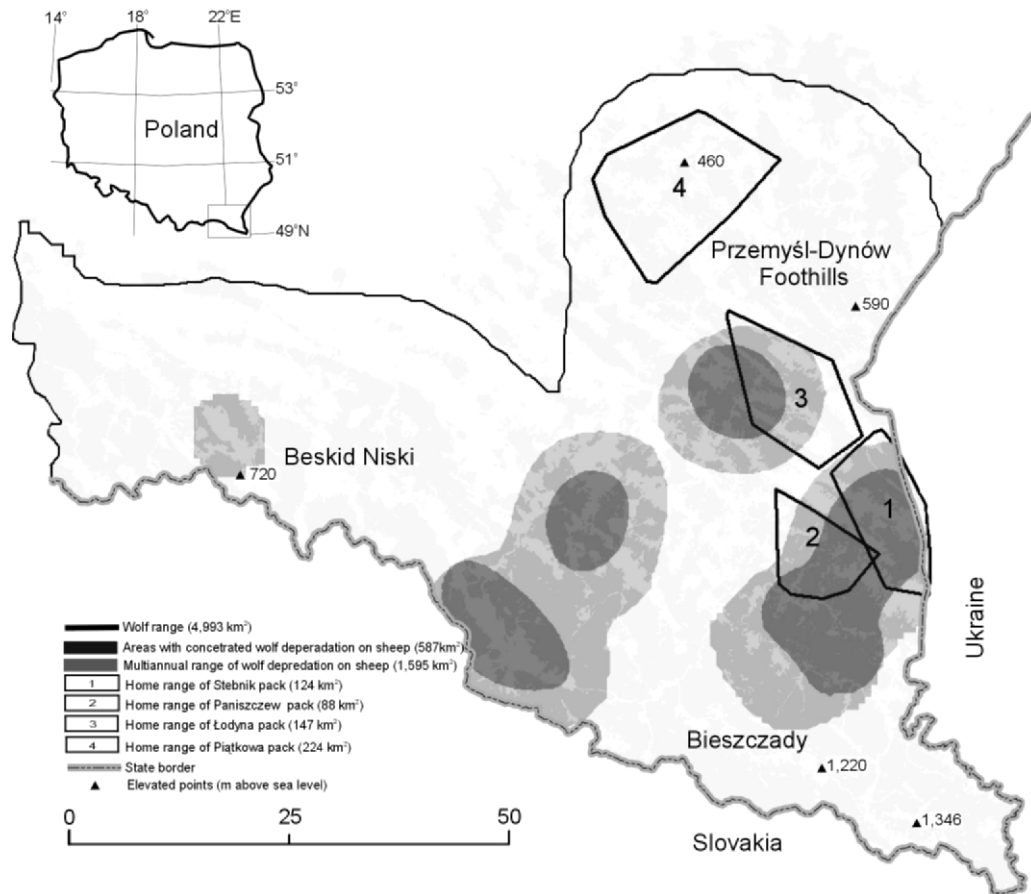 14°
18°
22°E
53°
Poland
51°
49°N
460
4
Przemyśl-Dynów
Foothills
590
3
Beskid Niski
720
1
2
Ukraine
Wolf range (4,993 km²)
Areas with concetrated wolf deperadation on sheep (587km²)
Multiannual range of wolf depredation on sheep (1,595 km²)
1 Home range of Stebnik pack (124 km²)
2 Home range of Paniszczew pack (88 km²)
3 Home range of Łodyna pack (147 km²)
4 Home range of Piątkowa pack (224 km²)
State border
Elevated points (m above sea level)
Bieszczady
1,220
0 25 50
1,346
Slovakia